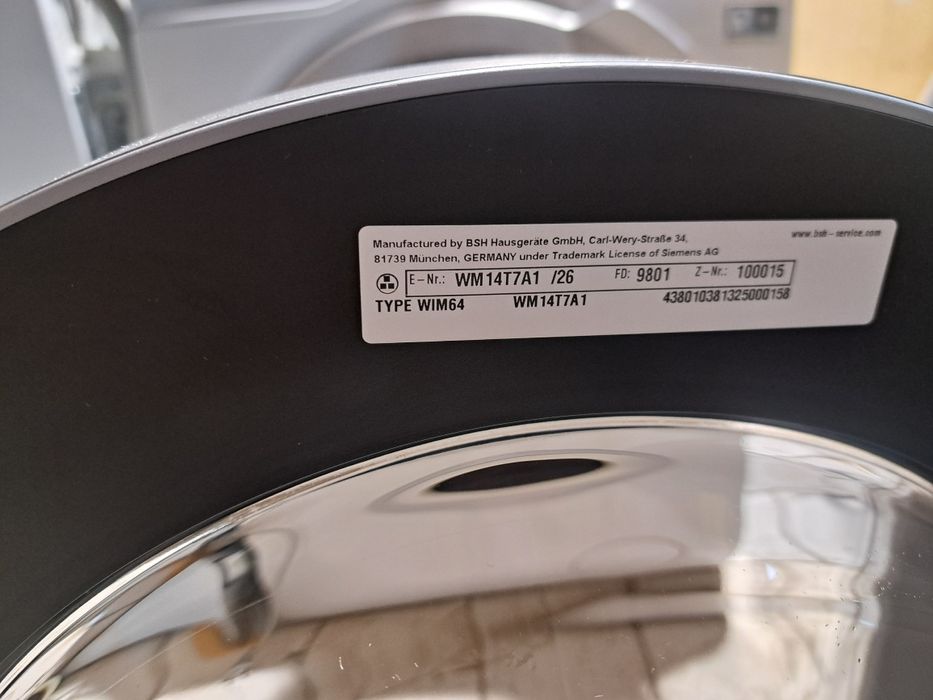 www.bsh-service.com
Manufactured by BSH Hausgeräte GmbH, Carl-Wery-Straße 34,
81739 München, GERMANY under Trademark License of Siemens AG
E-Nr.: WM14T7A1 /26 FD: 9801 Z-Nr.: 100015
TYPE WIM64 WM14T7A1 438010381325000158